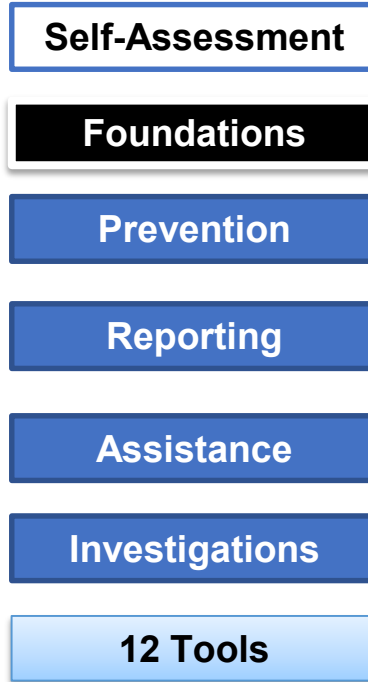 Self-Assessment
Foundations
Prevention
Reporting
Assistance
Investigations
12 Tools